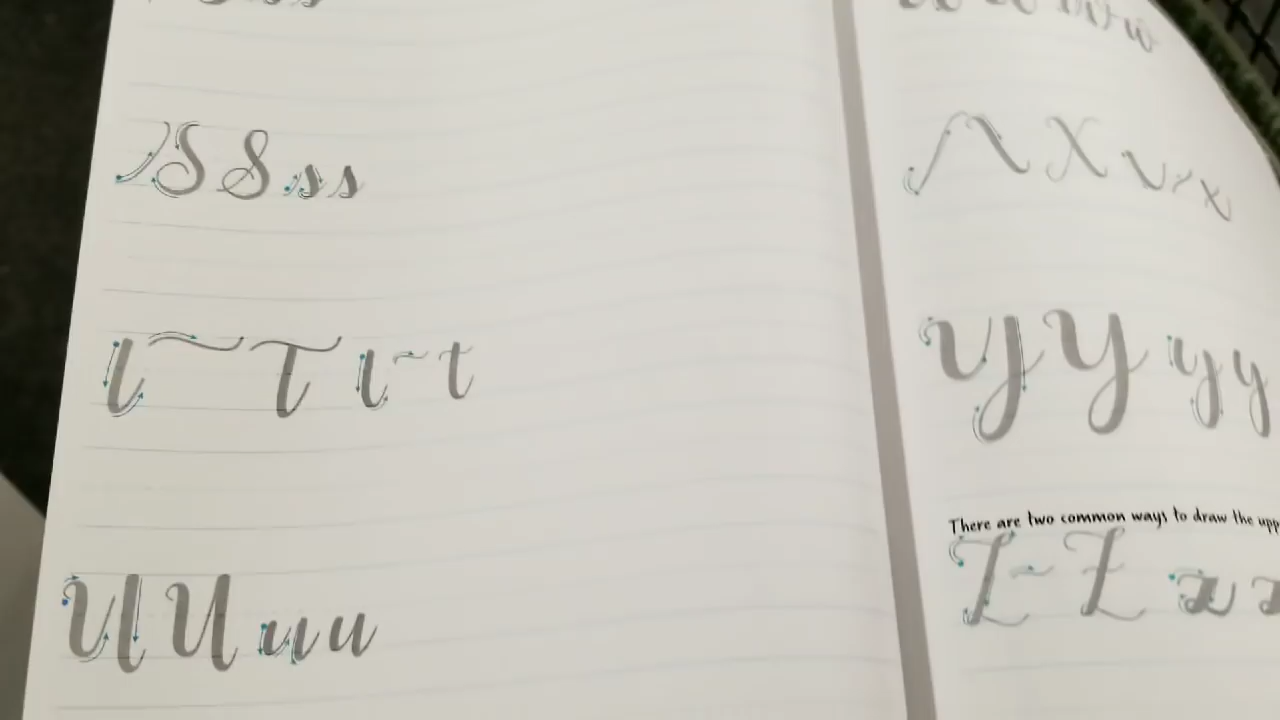 S S s s
T T t t
U U u u
X X x x
y y y y
There are two common ways to draw the upp
Z Z z z